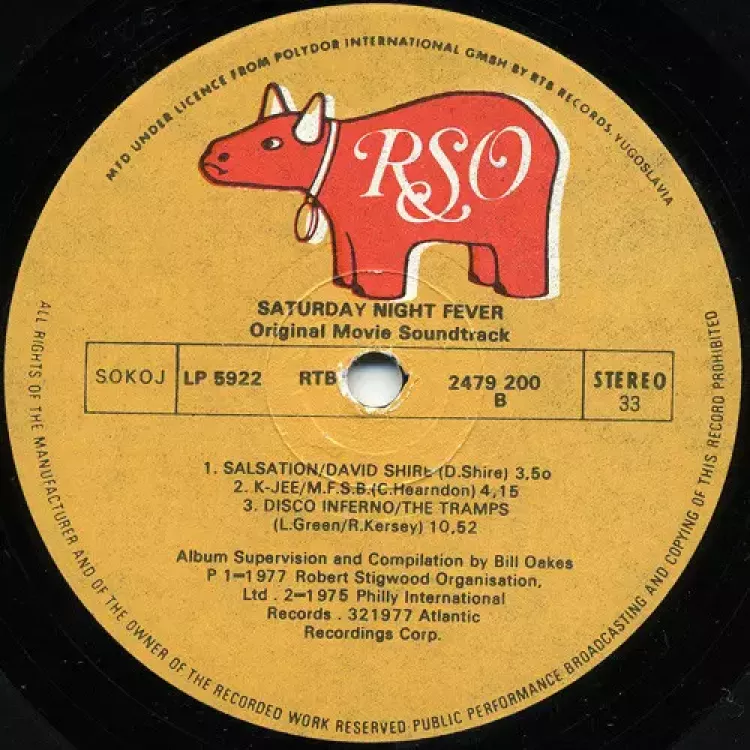 MFD UNDER LICENCE FROM POLYDOR INTERNATIONAL GMBH BY RTB RECORDS, YUGOSLAVIA
RSO
SATURDAY NIGHT FEVER
Original Movie Soundtrack
SOKOJ LP 5922 RTB 2479 200 STEREO
B 33
1. SALSATION/DAVID SHIRE (D.Shire) 3,5o
2. K-JEE/M.F.S.B.(C.Hearndon) 4,15
3. DISCO INFERNO/THE TRAMPS
(L.Green/R.Kersey) 10,52
Album Supervision and Compilation by Bill Oakes
P 1—1977 Robert Stigwood Organisation,
Ltd . 2—1975 Philly International
Records . 321977 Atlantic
Recordings Corp.
ALL RIGHTS OF THE MANUFACTURER AND OF THE OWNER OF THE RECORDED WORK RESERVED PUBLIC PERFORMANCE BROADCASTING AND COPYING OF THIS RECORD PROHIBITED